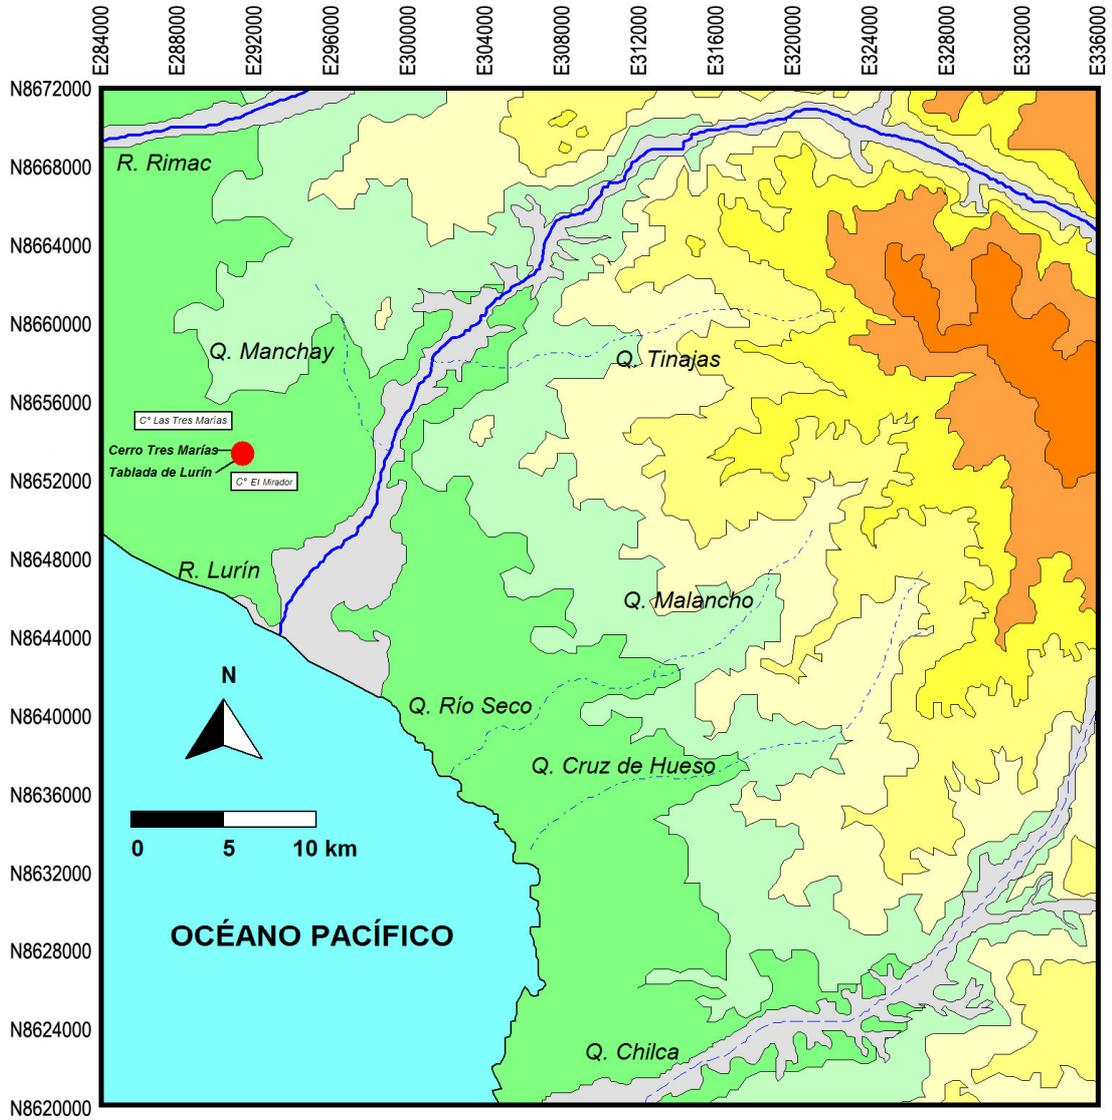 E284000
E288000
E292000
E296000
E300000
E304000
E308000
E312000
E316000
E320000
E324000
E328000
E332000
E336000
N8672000
R. Rimac
N8668000
N8664000
N8660000
Q. Manchay
Q. Tinajas
N8656000
C° Las Tres Marías
Cerro Tres Marías
Tablada de Lurín
C° El Mirador
N8652000
N8648000
R. Lurín
Q. Malancho
N8644000
N
Q. Río Seco
N8640000
Q. Cruz de Hueso
N8636000
0 5 10 km
N8632000
OCÉANO PACÍFICO
N8628000
N8624000
Q. Chilca
N8620000